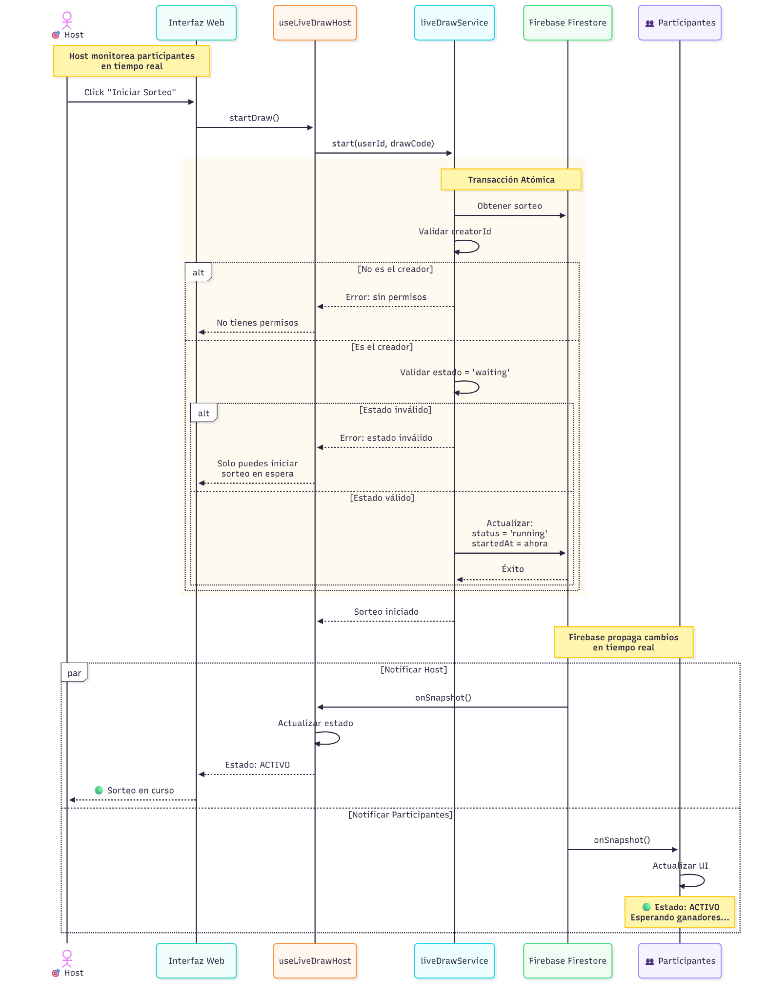 🎯 Host
Interfaz Web
useLiveDrawHost
liveDrawService
Firebase Firestore
👥 Participantes
Host monitorea participantes
en tiempo real
Click "Iniciar Sorteo"
startDraw()
start(userId, drawCode)
Transacción Atómica
Obtener sorteo
Validar creatorId
alt
[No es el creador]
Error: sin permisos
No tienes permisos
[Es el creador]
Validar estado = 'waiting'
alt
[Estado inválido]
Error: estado inválido
Solo puedes iniciar
sorteo en espera
[Estado válido]
Actualizar:
status = 'running'
startedAt = ahora
Éxito
Sorteo iniciado
Firebase propaga cambios
en tiempo real
par
[Notificar Host]
onSnapshot()
Actualizar estado
Estado: ACTIVO
🟢 Sorteo en curso
[Notificar Participantes]
onSnapshot()
Actualizar UI
🟢 Estado: ACTIVO
Esperando ganadores...
🎯 Host
Interfaz Web
useLiveDrawHost
liveDrawService
Firebase Firestore
👥 Participantes